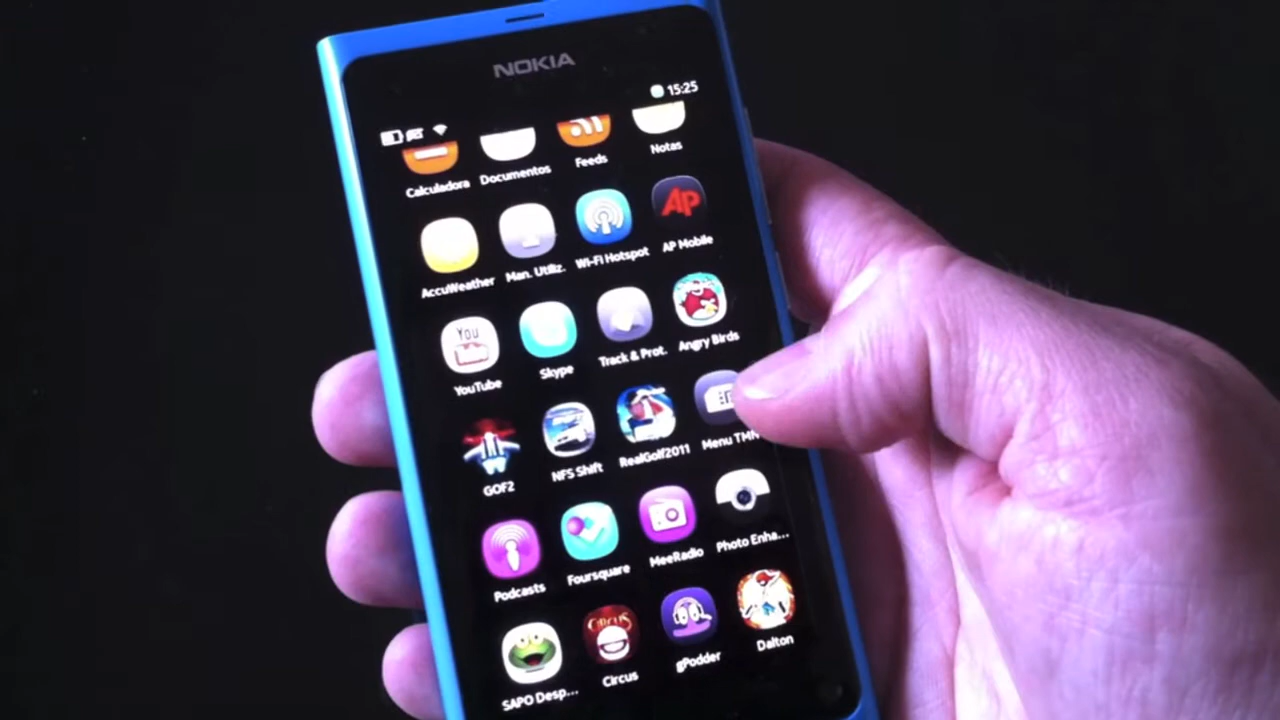 NOKIA
15:25
Calculadora Documentos Feeds Notas
AP
AccuWeather Man. Utiliz. Wi-Fi Hotspot AP Mobile
You
YouTube Skype Track & Prot. Angry Birds
GOF2 NFS Shift RealGolf2011 Menu TMN
Podcasts Foursquare MeeRadio Photo Enha...
CIRCUS
SAPO Desp... Circus gPodder Dalton